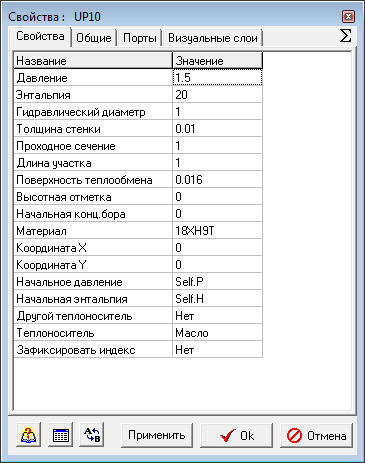 Свойства : UP10
Свойства Общие Порты Визуальные слои Σ
Название Значение
Давление 1.5
Энтальпия 20
Гидравлический диаметр 1
Толщина стенки 0.01
Проходное сечение 1
Длина участка 1
Поверхность теплообмена 0.016
Высотная отметка 0
Начальная конц.бора 0
Материал 18ХН9Т
Координата X 0
Координата Y 0
Начальное давление Self.P
Начальная энтальпия Self.H
Другой теплоноситель Нет
Теплоноситель Масло
Зафиксировать индекс Нет
A B Применить Ok Отмена